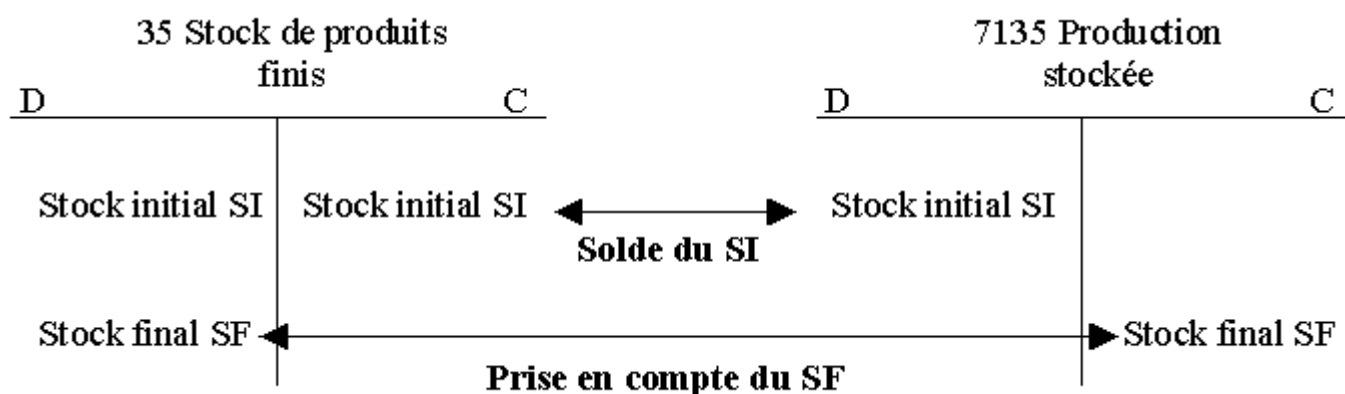 35 Stock de produits finis
7135 Production stockée
D C D C
Stock initial SI Stock initial SI Stock initial SI
Solde du SI
Stock final SF Stock final SF
Prise en compte du SF